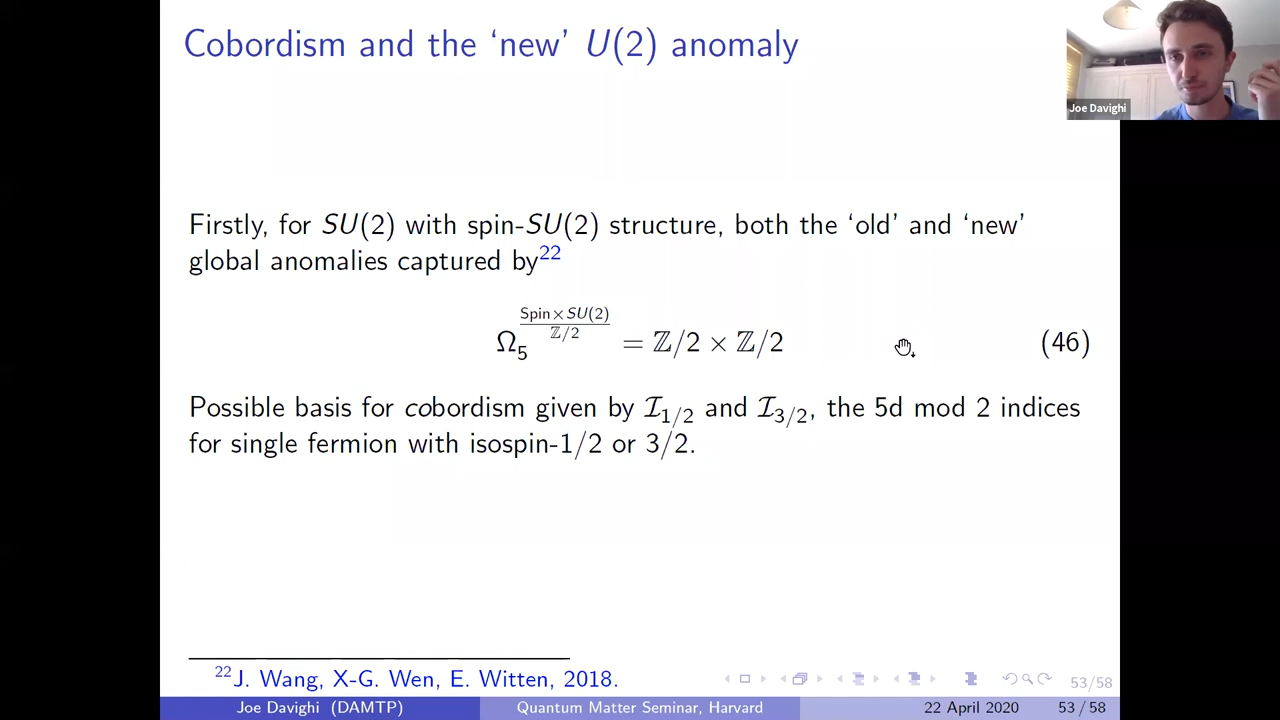 Cobordism and the ‘new’ U(2) anomaly
Joe Davighi
Firstly, for SU(2) with spin-SU(2) structure, both the ‘old’ and ‘new’
global anomalies captured by²²
Ω₅^{(Spin×SU(2))/(ℤ/2)} = ℤ/2 × ℤ/2 (46)
Possible basis for cobordism given by ℐ₁/₂ and ℐ₃/₂, the 5d mod 2 indices
for single fermion with isospin-1/2 or 3/2.
²²J. Wang, X-G. Wen, E. Witten, 2018.
53/58
Joe Davighi (DAMTP) Quantum Matter Seminar, Harvard 22 April 2020 53 / 58